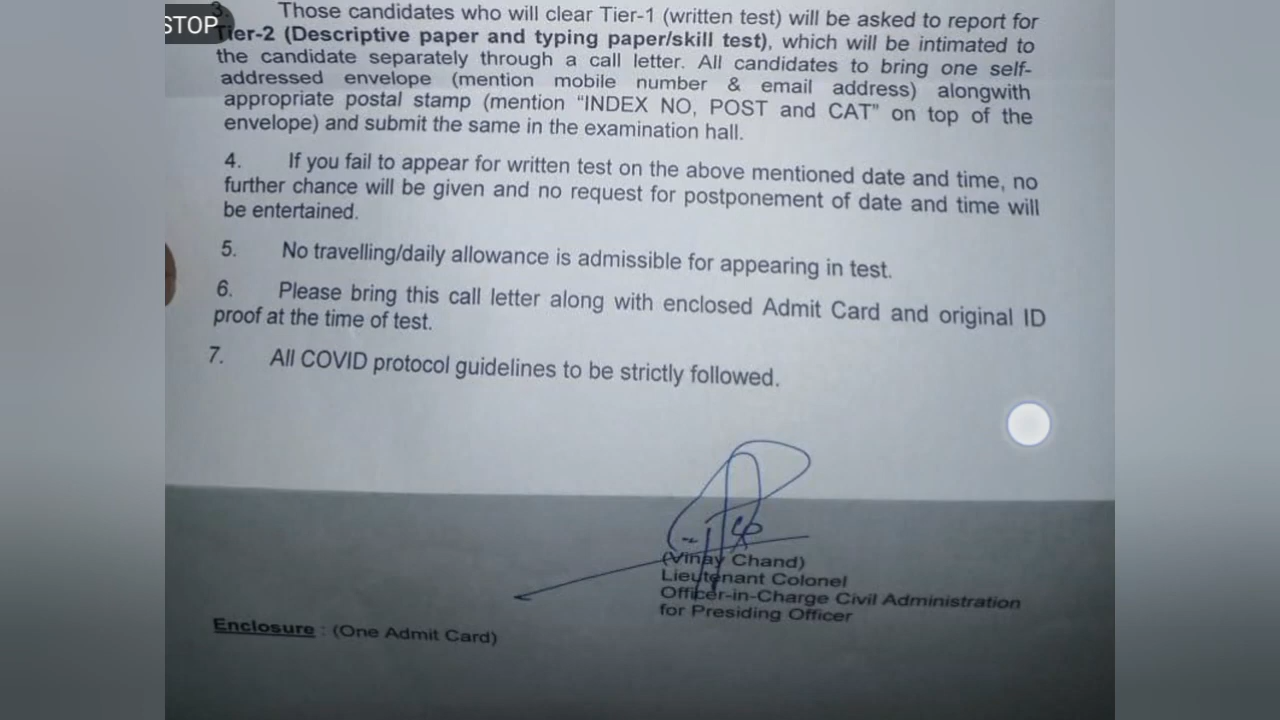 STOP
3. Those candidates who will clear Tier-1 (written test) will be asked to report for
Tier-2 (Descriptive paper and typing paper/skill test), which will be intimated to
the candidate separately through a call letter. All candidates to bring one self-
addressed envelope (mention mobile number & email address) alongwith
appropriate postal stamp (mention “INDEX NO, POST and CAT” on top of the
envelope) and submit the same in the examination hall.
4. If you fail to appear for written test on the above mentioned date and time, no
further chance will be given and no request for postponement of date and time will
be entertained.
5. No travelling/daily allowance is admissible for appearing in test.
6. Please bring this call letter along with enclosed Admit Card and original ID
proof at the time of test.
7. All COVID protocol guidelines to be strictly followed.
(Vinay Chand)
Lieutenant Colonel
Officer-in-Charge Civil Administration
for Presiding Officer
Enclosure : (One Admit Card)